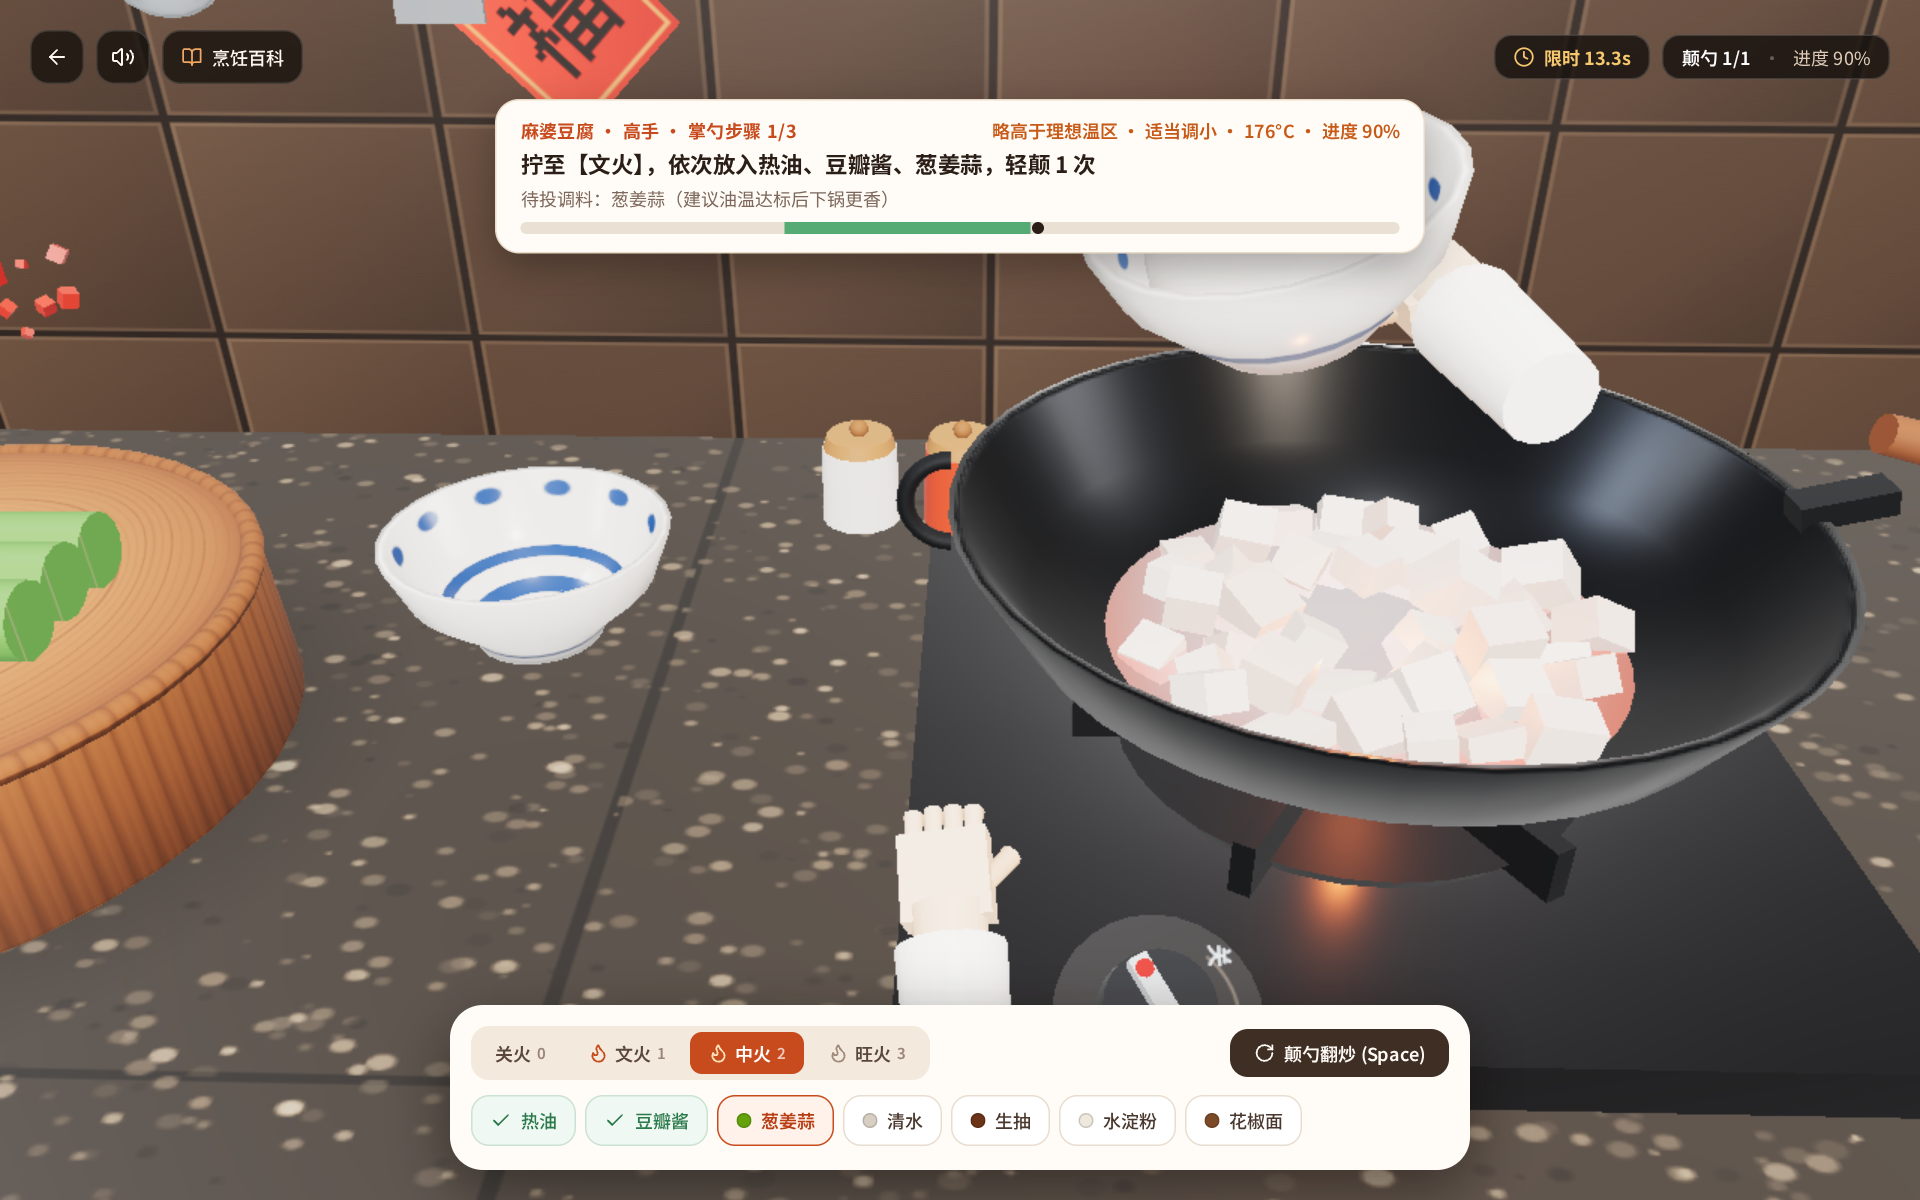 福
烹饪百科
限时 13.3s
颠勺 1/1 · 进度 90%
麻婆豆腐 · 高手 · 掌勺步骤 1/3
略高于理想温区 · 适当调小 · 176°C · 进度 90%
拧至【文火】，依次放入热油、豆瓣酱、葱姜蒜，轻颠 1 次
待投调料：葱姜蒜（建议油温达标后下锅更香）
关
关火 0
文火 1
中火 2
旺火 3
颠勺翻炒 (Space)
热油
豆瓣酱
葱姜蒜
清水
生抽
水淀粉
花椒面